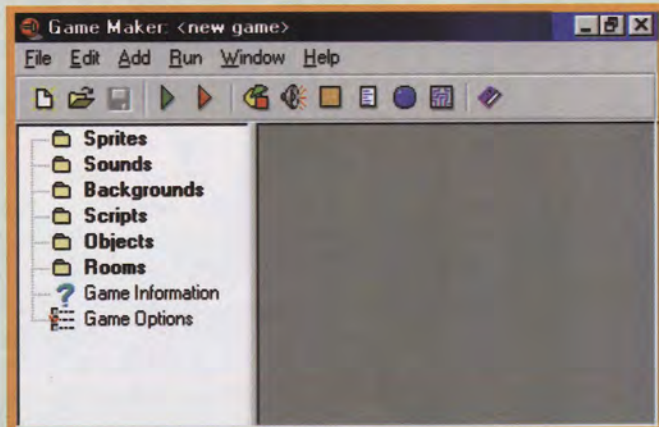 Game Maker: <new game>
File Edit Add Run Window Help
Sprites
Sounds
Backgrounds
Scripts
Objects
Rooms
Game Information
Game Options